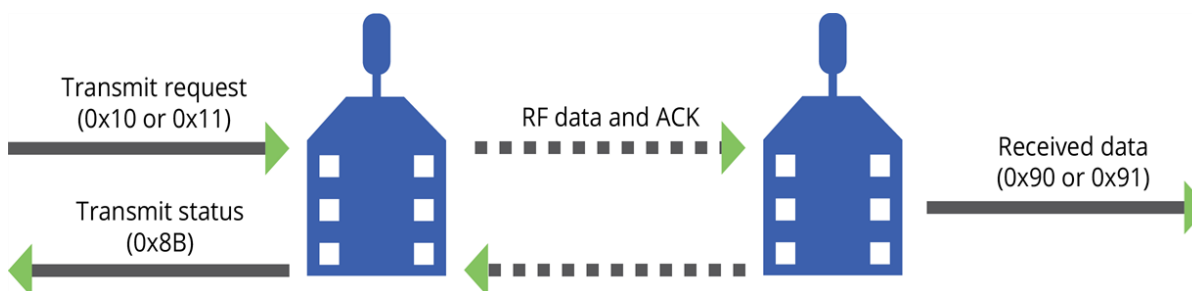 Transmit request
(0x10 or 0x11)
RF data and ACK
Received data
(0x90 or 0x91)
Transmit status
(0x8B)